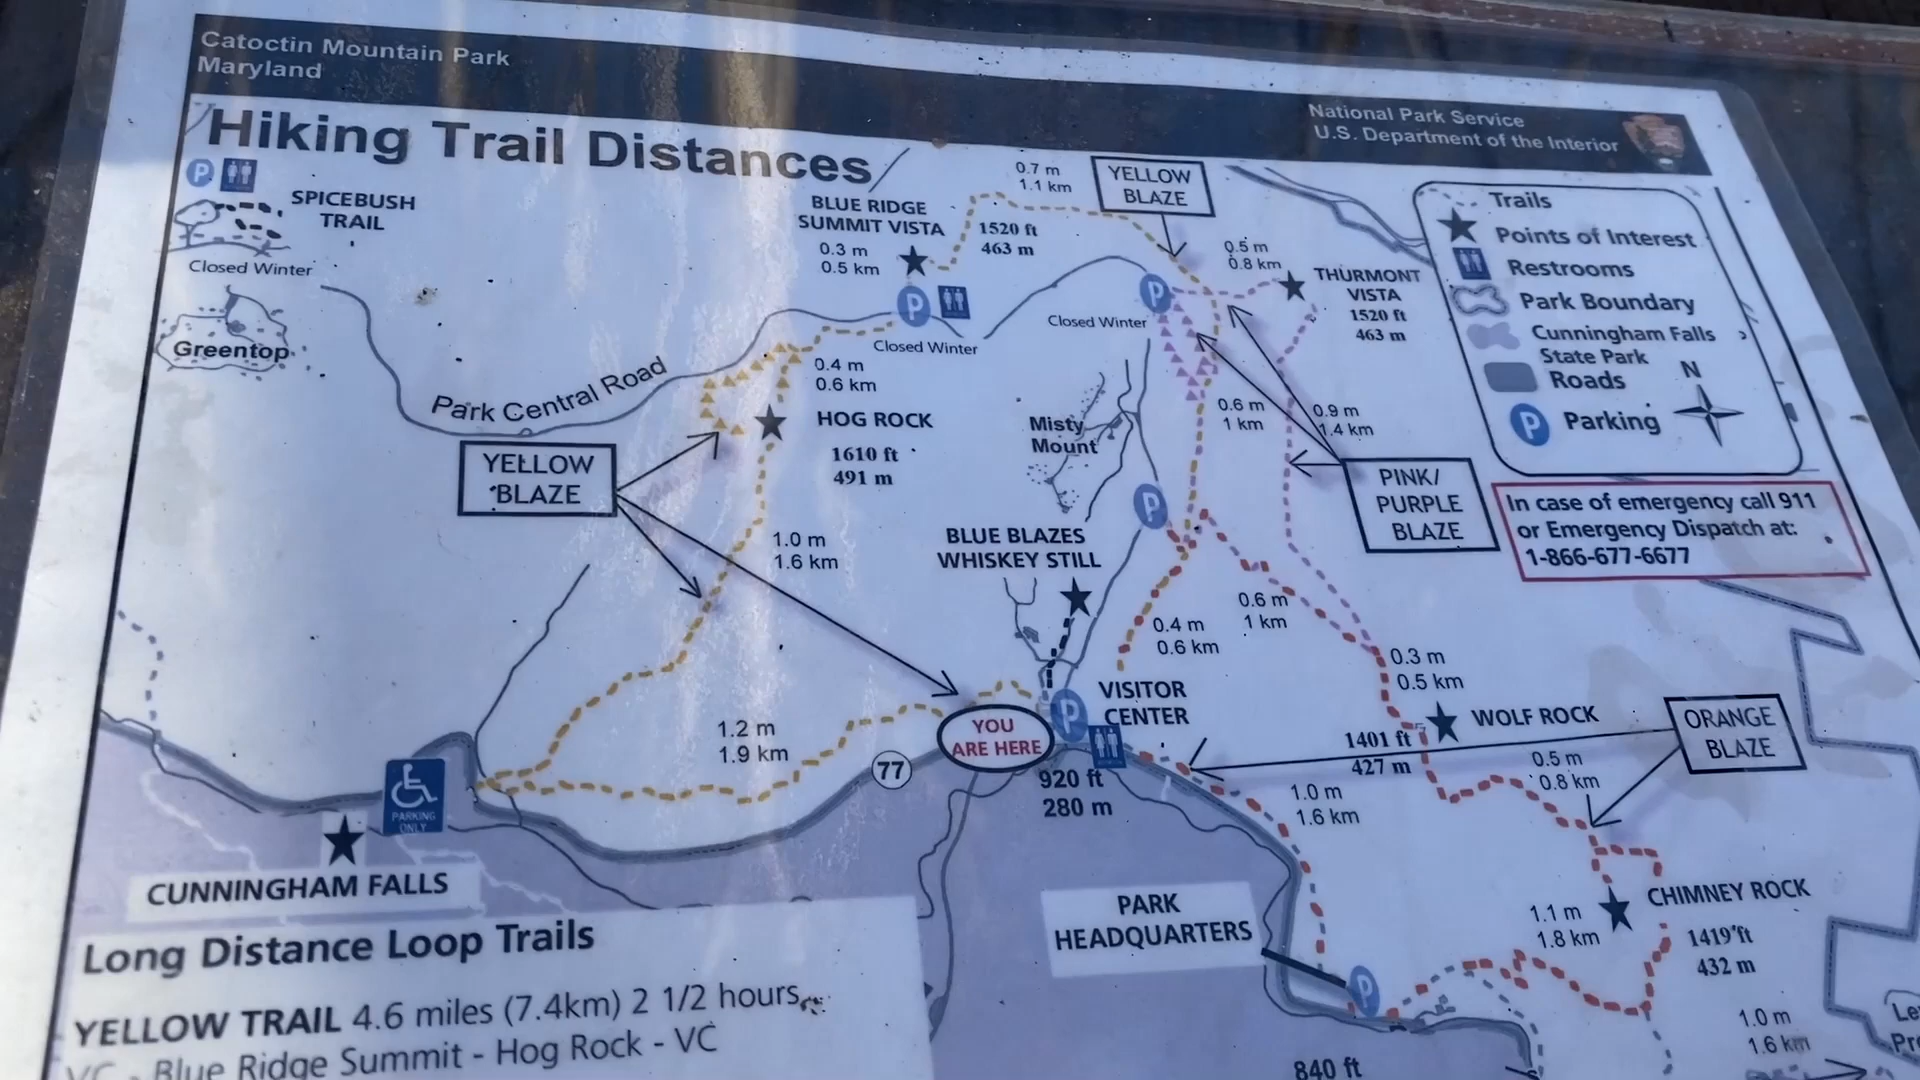 Catoctin Mountain Park
Maryland
National Park Service
U.S. Department of the Interior
Hiking Trail Distances
P
SPICEBUSH
TRAIL
Closed Winter
Greentop
Park Central Road
BLUE RIDGE
SUMMIT VISTA
0.3 m
0.5 km
1520 ft
463 m
0.7 m
1.1 km
YELLOW
BLAZE
P
Closed Winter
P
Closed Winter
0.5 m
0.8 km
THURMONT
VISTA
1520 ft
463 m
Trails
Points of Interest
Restrooms
Park Boundary
Cunningham Falls
State Park
Roads
P
Parking
N
0.4 m
0.6 km
HOG ROCK
1610 ft
491 m
YELLOW
BLAZE
Misty
Mount
0.6 m
1 km
0.9 m
1.4 km
PINK/
PURPLE
BLAZE
In case of emergency call 911
or Emergency Dispatch at:
1-866-677-6677
P
1.0 m
1.6 km
BLUE BLAZES
WHISKEY STILL
0.4 m
0.6 km
0.6 m
1 km
0.3 m
0.5 km
1.2 m
1.9 km
77
YOU
ARE HERE
P
VISITOR
CENTER
920 ft
280 m
WOLF ROCK
1401 ft
427 m
ORANGE
BLAZE
0.5 m
0.8 km
1.0 m
1.6 km
PARKING
ONLY
CUNNINGHAM FALLS
PARK
HEADQUARTERS
P
CHIMNEY ROCK
1.1 m
1.8 km
1419 ft
432 m
1.0 m
1.6 km
840 ft
Long Distance Loop Trails
YELLOW TRAIL 4.6 miles (7.4km) 2 1/2 hours
VC - Blue Ridge Summit - Hog Rock - VC